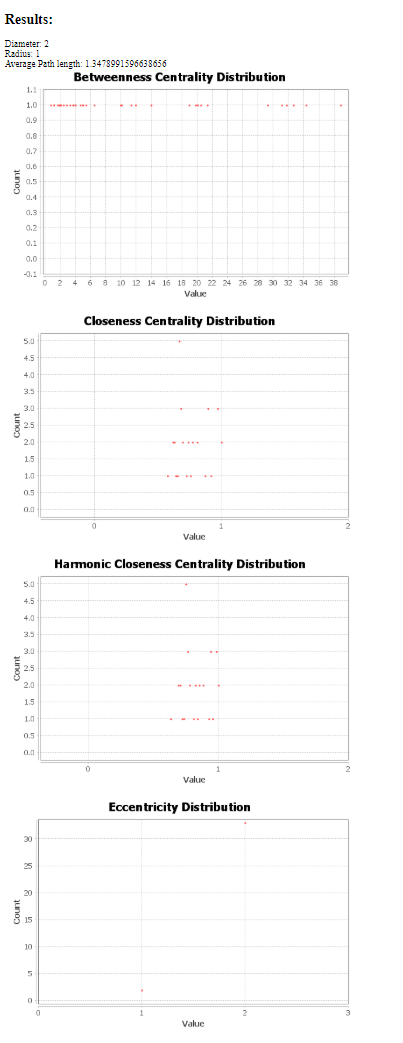 Results:
Diameter: 2
Radius: 1
Average Path length: 1.3478991596638656
Betweenness Centrality Distribution
1.1
1.0
0.9
0.8
0.7
0.6
0.5
0.4
0.3
0.2
0.1
0.0
-0.1
Count
0 2 4 6 8 10 12 14 16 18 20 22 24 26 28 30 32 34 36 38
Value
Closeness Centrality Distribution
5.0
4.5
4.0
3.5
3.0
2.5
2.0
1.5
1.0
0.5
0.0
Count
0 1 2
Value
Harmonic Closeness Centrality Distribution
5.0
4.5
4.0
3.5
3.0
2.5
2.0
1.5
1.0
0.5
0.0
Count
0 1 2
Value
Eccentricity Distribution
30
25
20
15
10
5
0
Count
0 1 2 3
Value